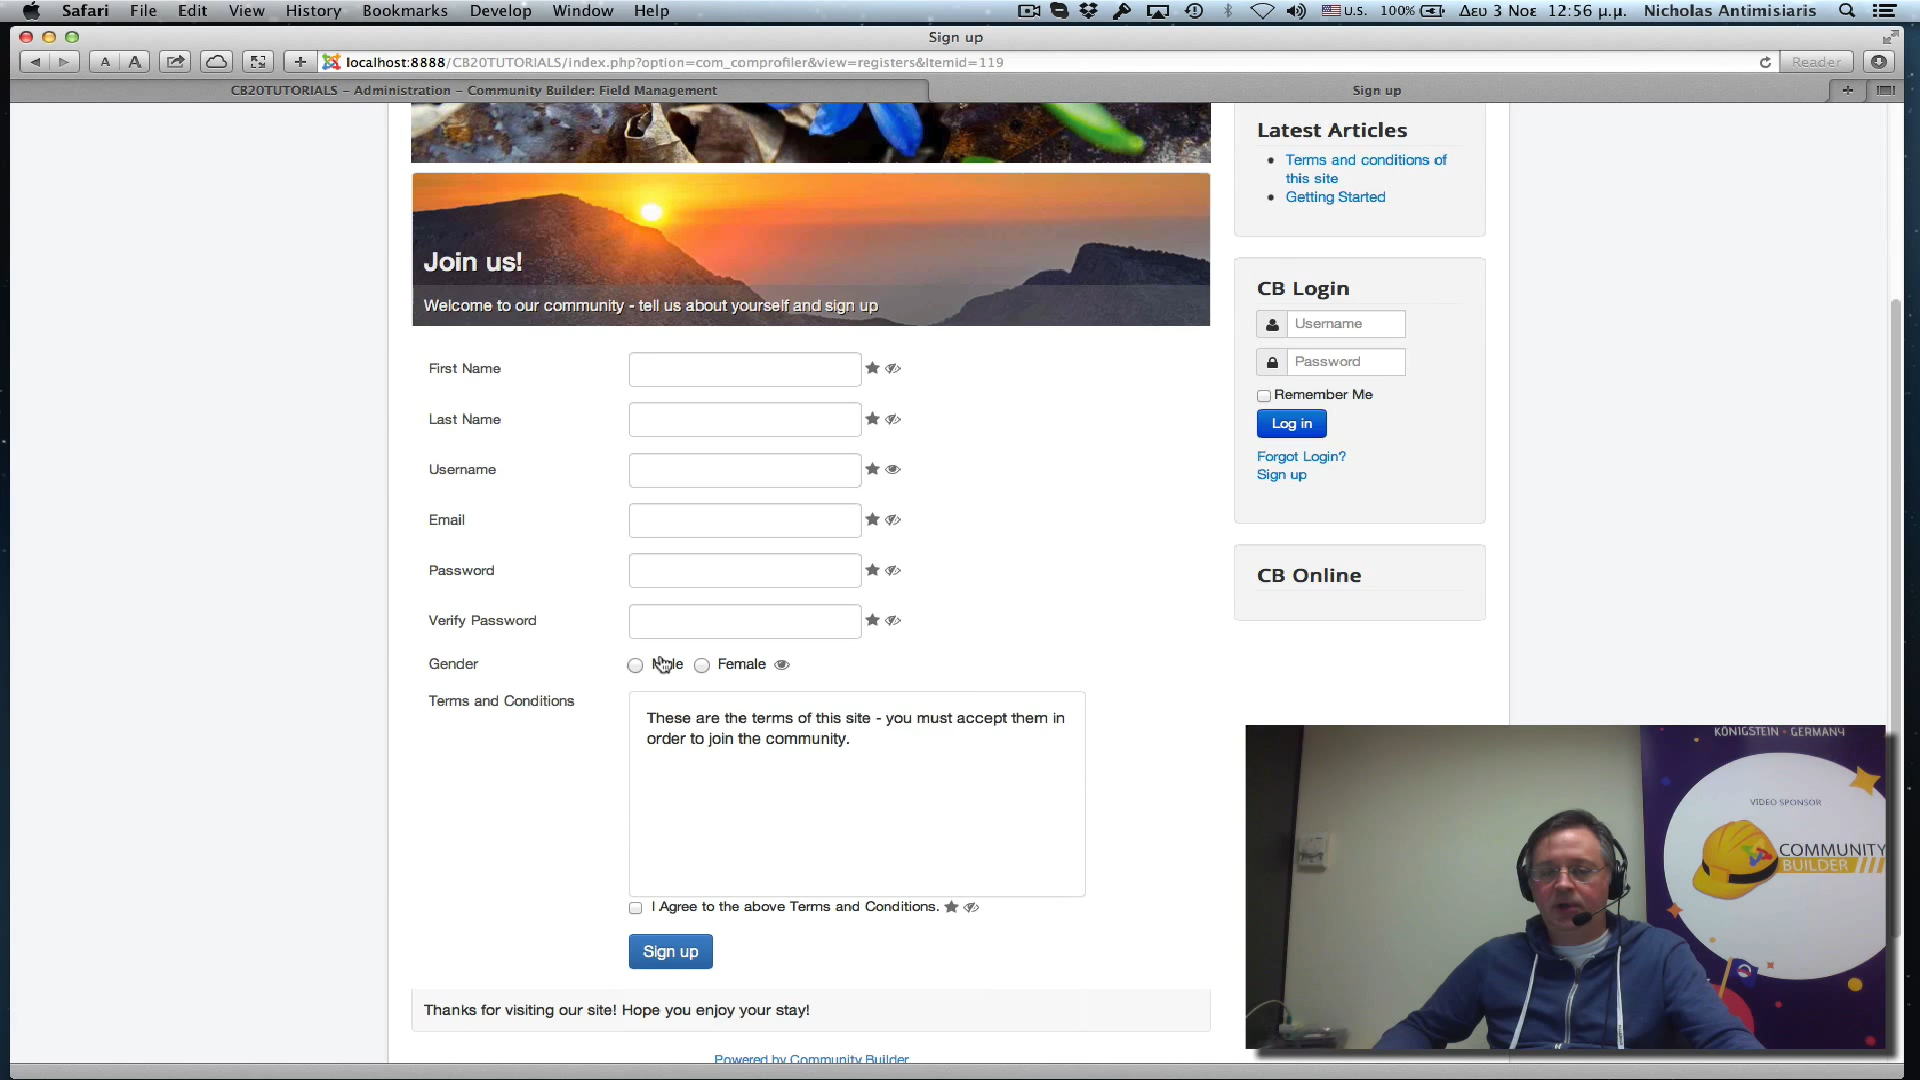 Safari File Edit View History Bookmarks Develop Window Help U.S. 100% Δευ 3 Νοε 12:56 μ.μ. Nicholas Antimisiaris
Sign up
A A + localhost:8888/CB20TUTORIALS/index.php?option=com_comprofiler&view=registers&Itemid=119 Reader
CB20TUTORIALS – Administration – Community Builder: Field Management
Sign up
Join us!
Welcome to our community - tell us about yourself and sign up
First Name
Last Name
Username
Email
Password
Verify Password
Gender
Female
Terms and Conditions
These are the terms of this site - you must accept them in
order to join the community.
I Agree to the above Terms and Conditions.
Sign up
Thanks for visiting our site! Hope you enjoy your stay!
Powered by Community Builder
Latest Articles
Terms and conditions of
this site
Getting Started
CB Login
Username
Password
Remember Me
Log in
Forgot Login?
Sign up
CB Online
KÖNIGSTEIN • GERMANY
VIDEO SPONSOR
COMMUNITY
BUILDER